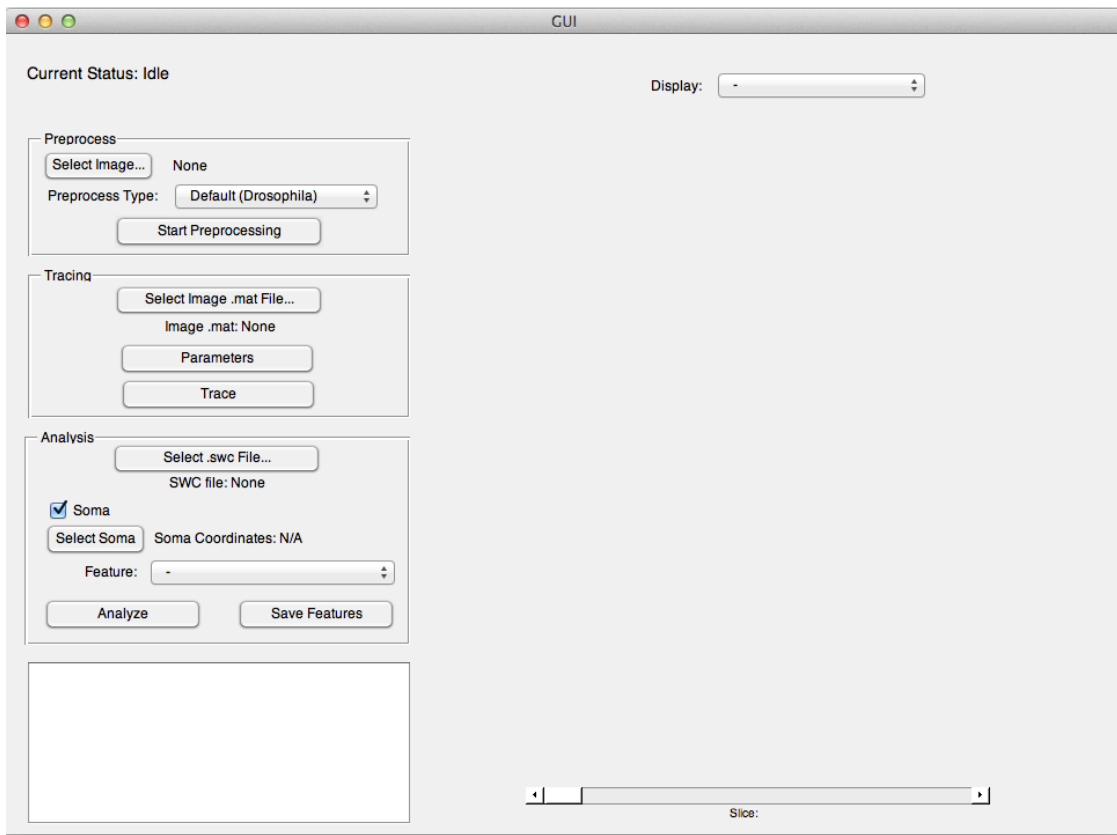 GUI
Current Status: Idle
Display: -
Preprocess
Select Image... None
Preprocess Type: Default (Drosophila)
Start Preprocessing
Tracing
Select Image .mat File...
Image .mat: None
Parameters
Trace
Analysis
Select .swc File...
SWC file: None
Soma
Select Soma Soma Coordinates: N/A
Feature: -
Analyze Save Features
Slice: